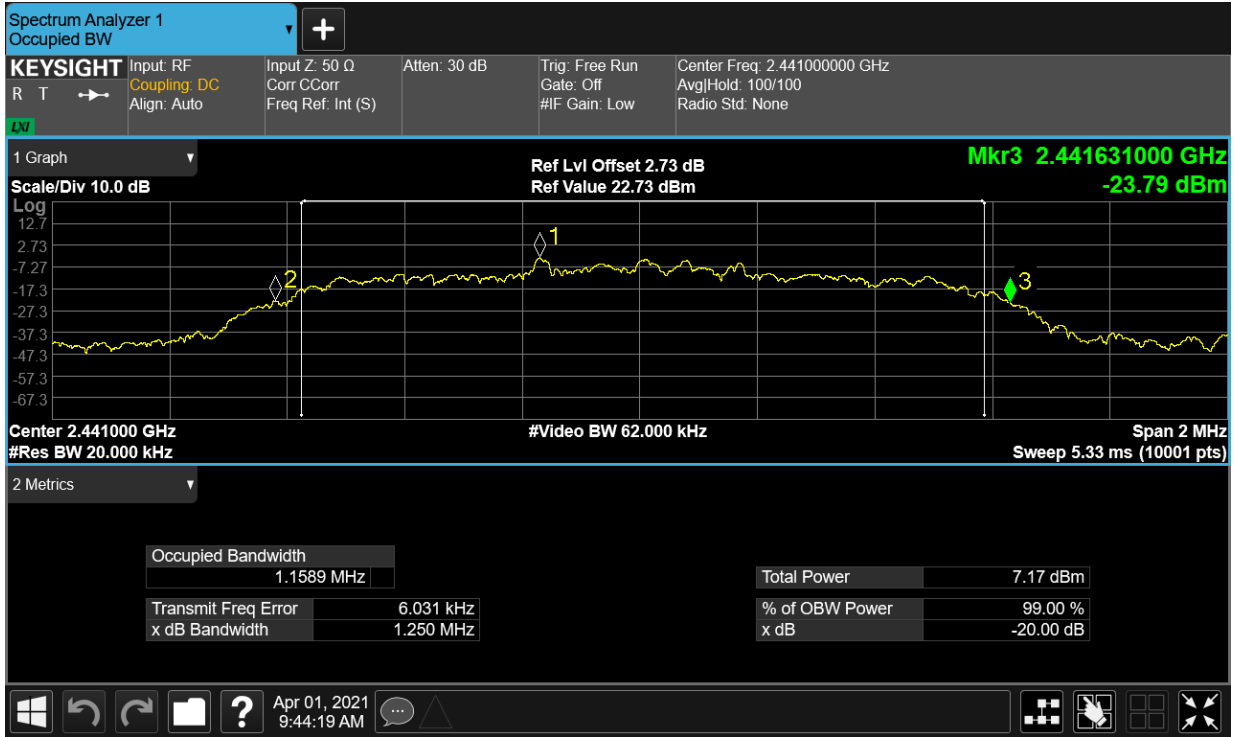 Spectrum Analyzer 1
Occupied BW
KEYSIGHT
R T
LXI
Input: RF
Coupling: DC
Align: Auto
Input Z: 50 Ω
Corr CCorr
Freq Ref: Int (S)
Atten: 30 dB
Trig: Free Run
Gate: Off
#IF Gain: Low
Center Freq: 2.441000000 GHz
Avg|Hold: 100/100
Radio Std: None
1 Graph
Scale/Div 10.0 dB
Ref Lvl Offset 2.73 dB
Ref Value 22.73 dBm
Mkr3 2.441631000 GHz
-23.79 dBm
Log
12.7
2.73
-7.27
-17.3
-27.3
-37.3
-47.3
-57.3
-67.3
1
2
3
Center 2.441000 GHz
#Res BW 20.000 kHz
#Video BW 62.000 kHz
Span 2 MHz
Sweep 5.33 ms (10001 pts)
2 Metrics
Occupied Bandwidth
1.1589 MHz
Transmit Freq Error 6.031 kHz
x dB Bandwidth 1.250 MHz
Total Power 7.17 dBm
% of OBW Power 99.00 %
x dB -20.00 dB
?
Apr 01, 2021
9:44:19 AM